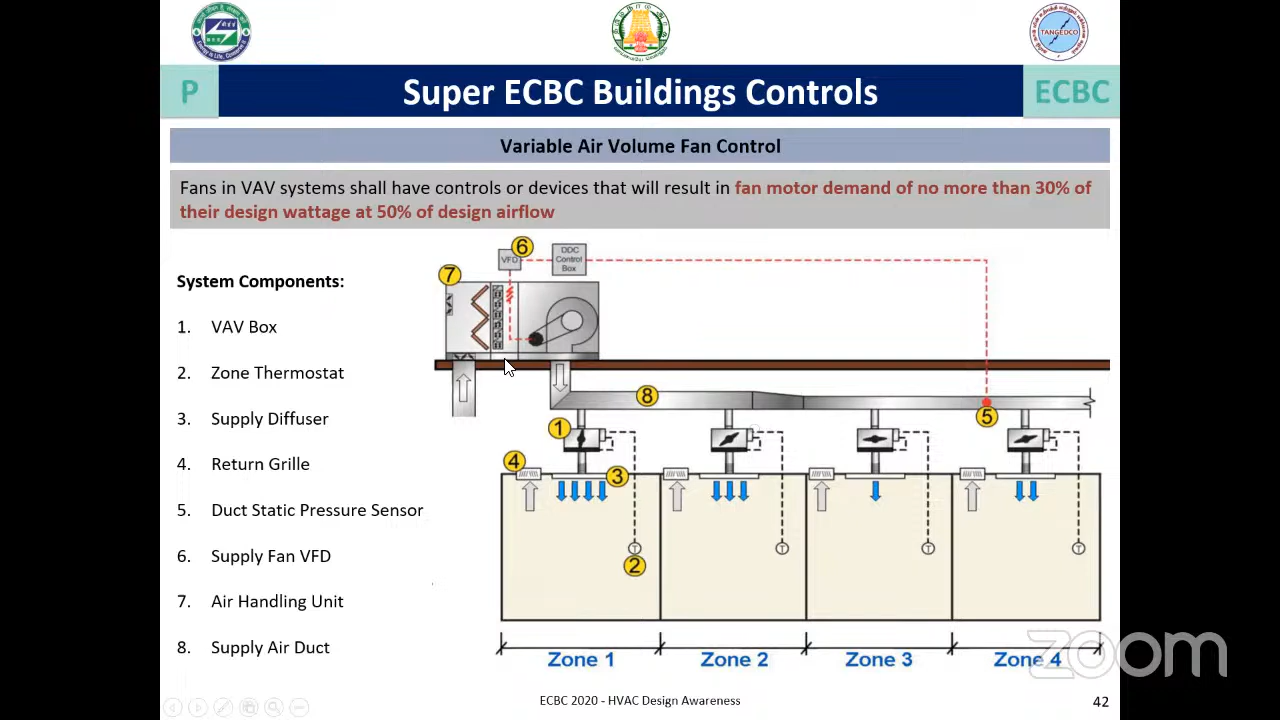 TANGEDCO
P
Super ECBC Buildings Controls
ECBC
Variable Air Volume Fan Control
Fans in VAV systems shall have controls or devices that will result in fan motor demand of no more than 30% of
their design wattage at 50% of design airflow
System Components:
1. VAV Box
2. Zone Thermostat
3. Supply Diffuser
4. Return Grille
5. Duct Static Pressure Sensor
6. Supply Fan VFD
7. Air Handling Unit
8. Supply Air Duct
6
VFD
DDC
Control
Box
7
8
5
1
4
3
T
T
T
T
2
Zone 1
Zone 2
Zone 3
Zone 4
zoom
ECBC 2020 - HVAC Design Awareness
42